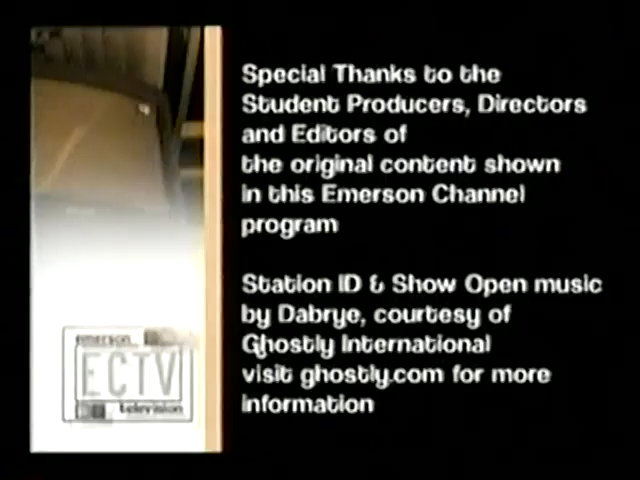 Special Thanks to the
Student Producers, Directors
and Editors of
the original content shown
in this Emerson Channel
program
Station ID & Show Open music
by Dabrye, courtesy of
Ghostly International
visit ghostly.com for more
information
emerson
ECTV
television